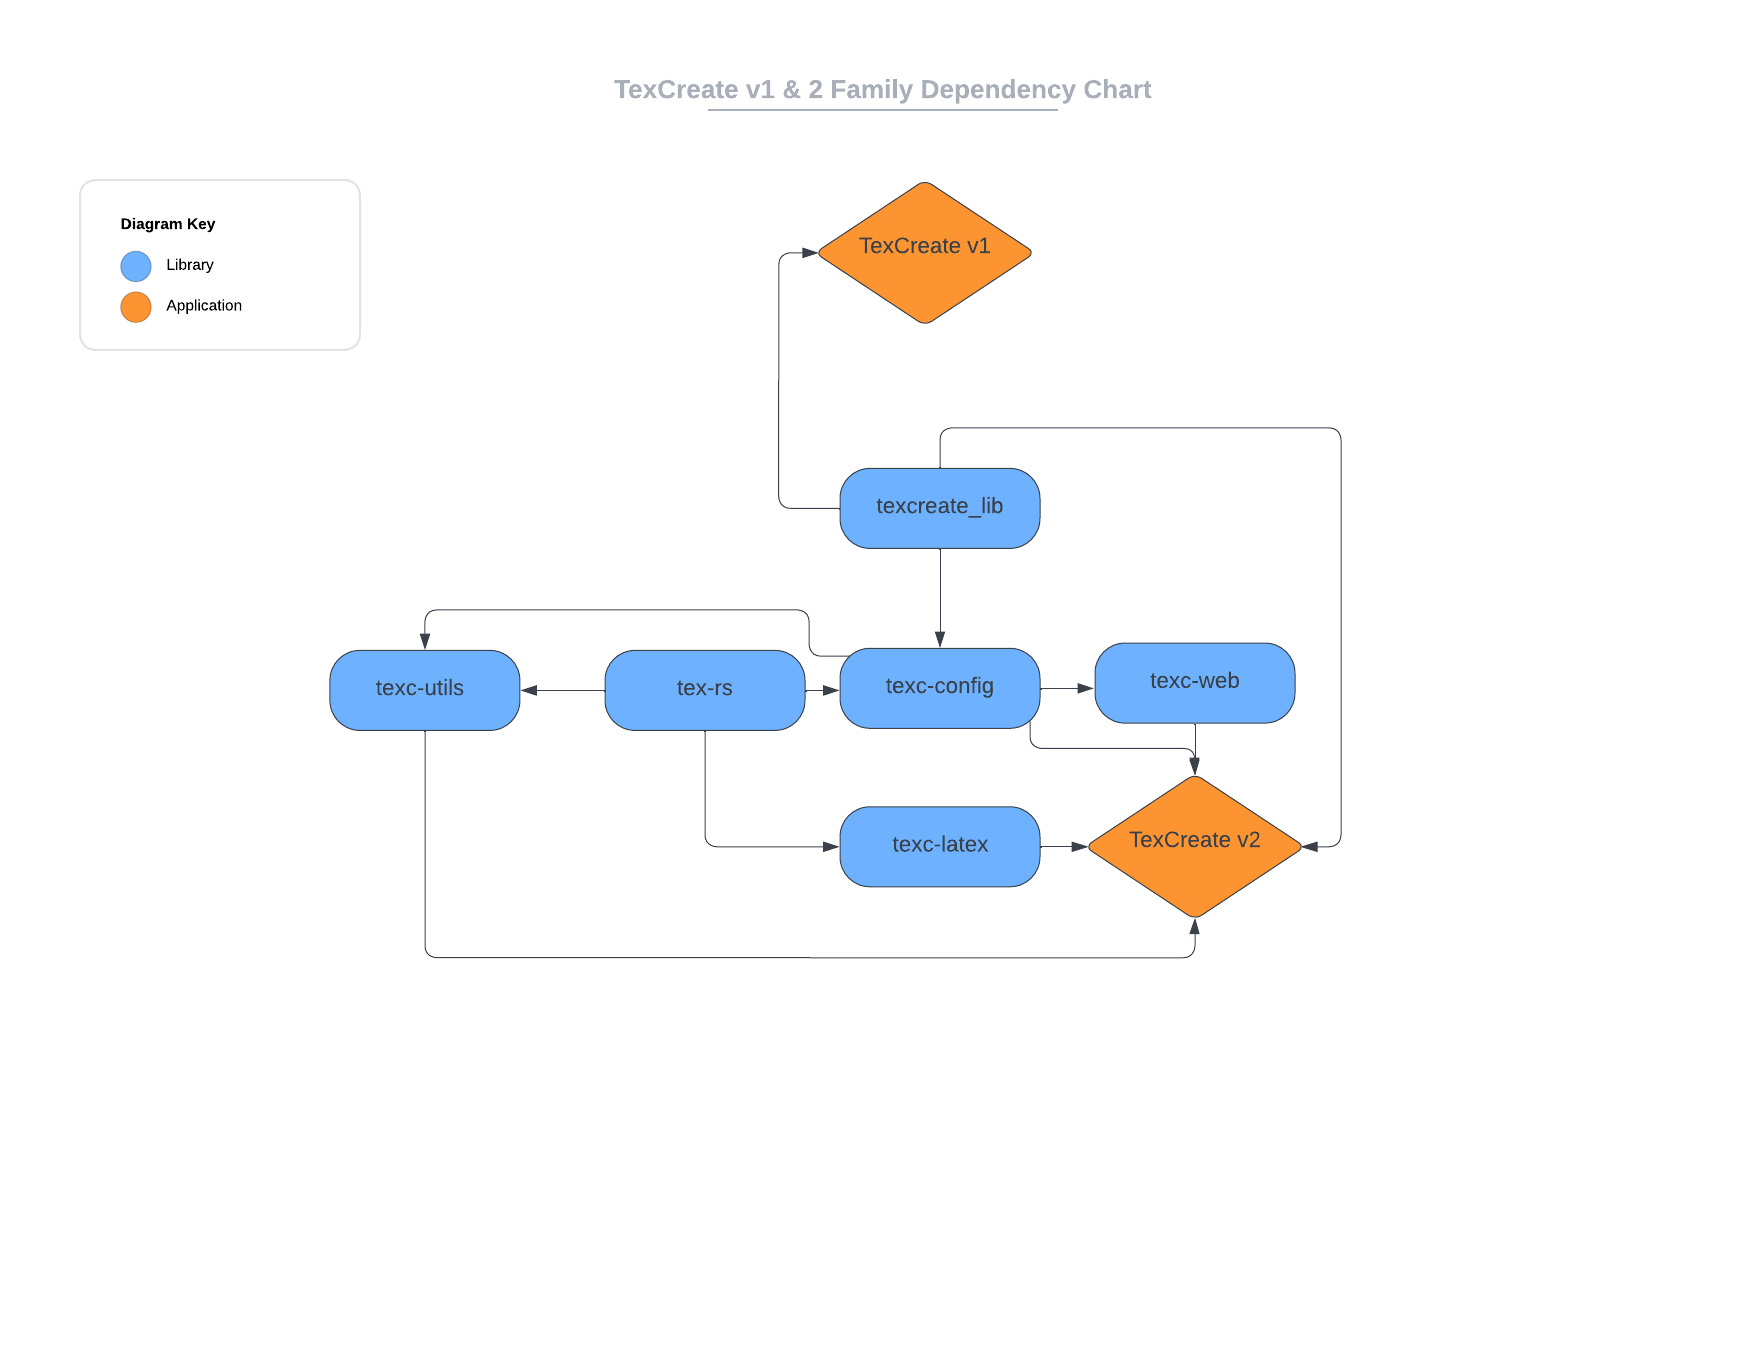 TexCreate v1 & 2 Family Dependency Chart
Diagram Key
Library
Application
TexCreate v1
texcreate_lib
texc-utils
tex-rs
texc-config
texc-web
texc-latex
TexCreate v2